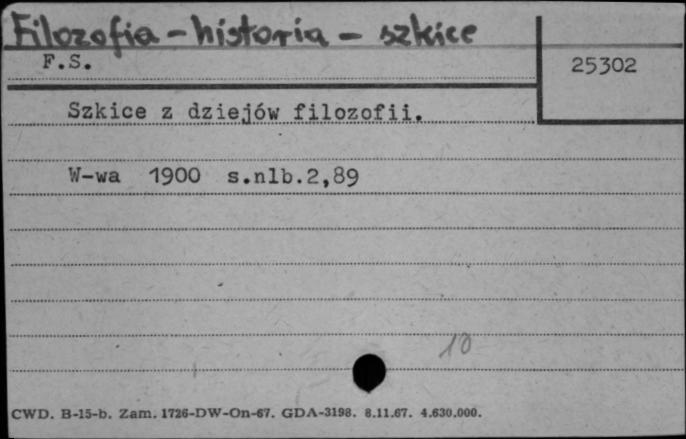 Filozofia - historia - szkice
F.S.
25302
Szkice z dziejów filozofii.
W-wa 1900 s.nlb.2,89
10
CWD. B-15-b. Zam. 1726-DW-On-67. GDA-3198. 8.11.67. 4.630.000.